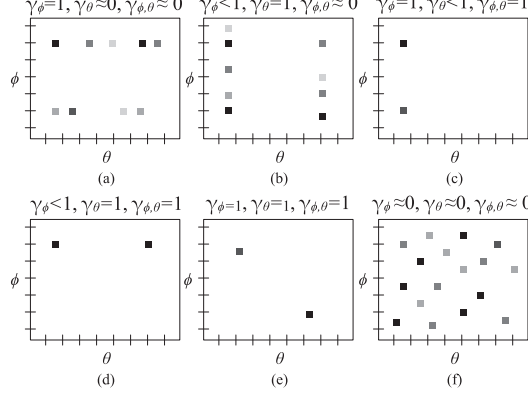 γϕ=1, γθ≈0, γϕ,θ≈ 0
γϕ<1, γθ=1, γϕ,θ≈ 0
γϕ=1, γθ<1, γϕ,θ=1
ϕ
ϕ
ϕ
θ
θ
θ
(a)
(b)
(c)
γϕ<1, γθ=1, γϕ,θ=1
γϕ=1, γθ=1, γϕ,θ=1
γϕ≈0, γθ≈0, γϕ,θ≈ 0
ϕ
ϕ
ϕ
θ
θ
θ
(d)
(e)
(f)